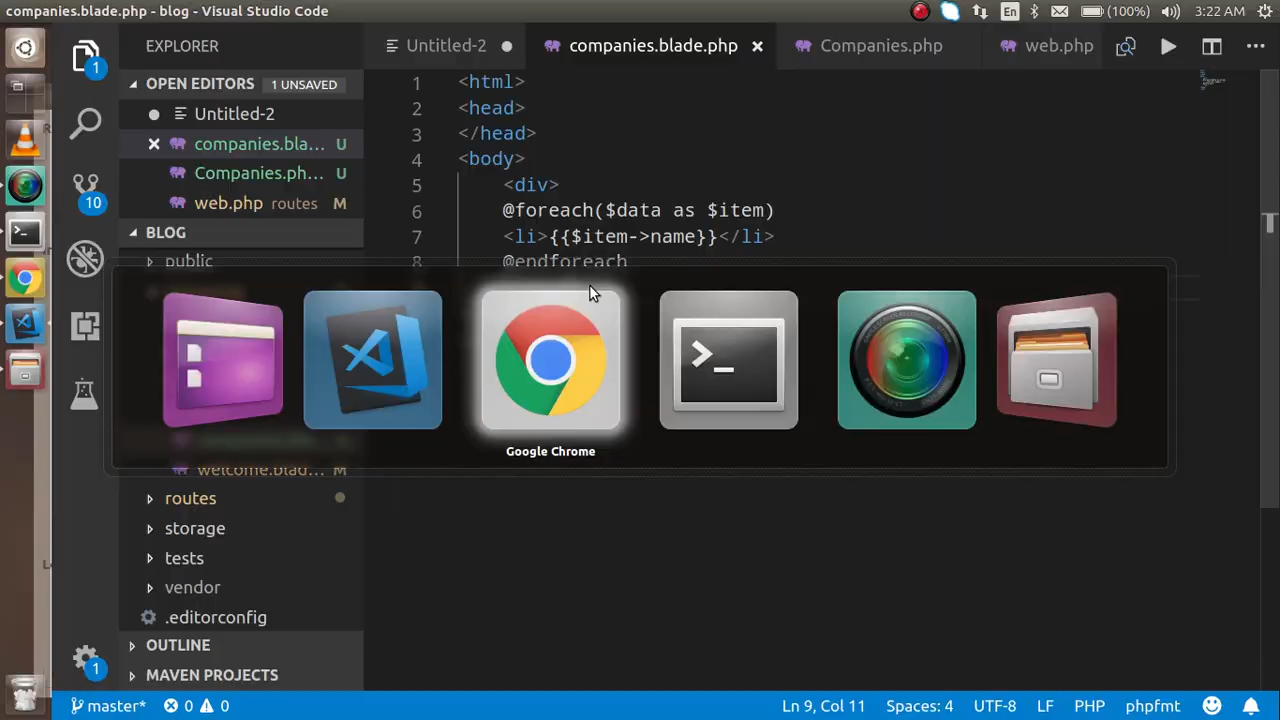 companies.blade.php - blog - Visual Studio Code
En
(100%)
3:22 AM
EXPLORER
Untitled-2
companies.blade.php
Companies.php
web.php
1
OPEN EDITORS
1 UNSAVED
Untitled-2
companies.bla...
U
Companies.ph...
U
web.php routes
M
10
BLOG
public
companies.bla...
welcome.blad...
M
routes
storage
tests
vendor
.editorconfig
OUTLINE
MAVEN PROJECTS
1
1 <html>
2 <head>
3 </head>
4 <body>
5 <div>
6 @foreach($data as $item)
7 <li>{{$item->name}}</li>
8 @endforeach
Google Chrome
master*
0
0
Ln 9, Col 11
Spaces: 4
UTF-8
LF
PHP
phpfmt